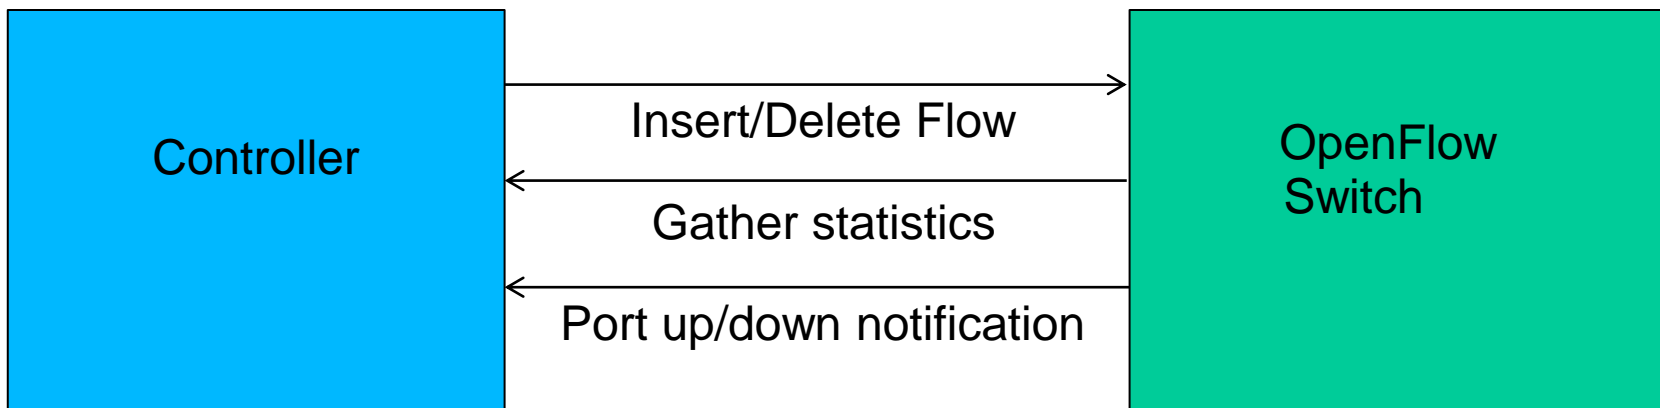 Controller
Insert/Delete Flow
Gather statistics
Port up/down notification
OpenFlow
Switch